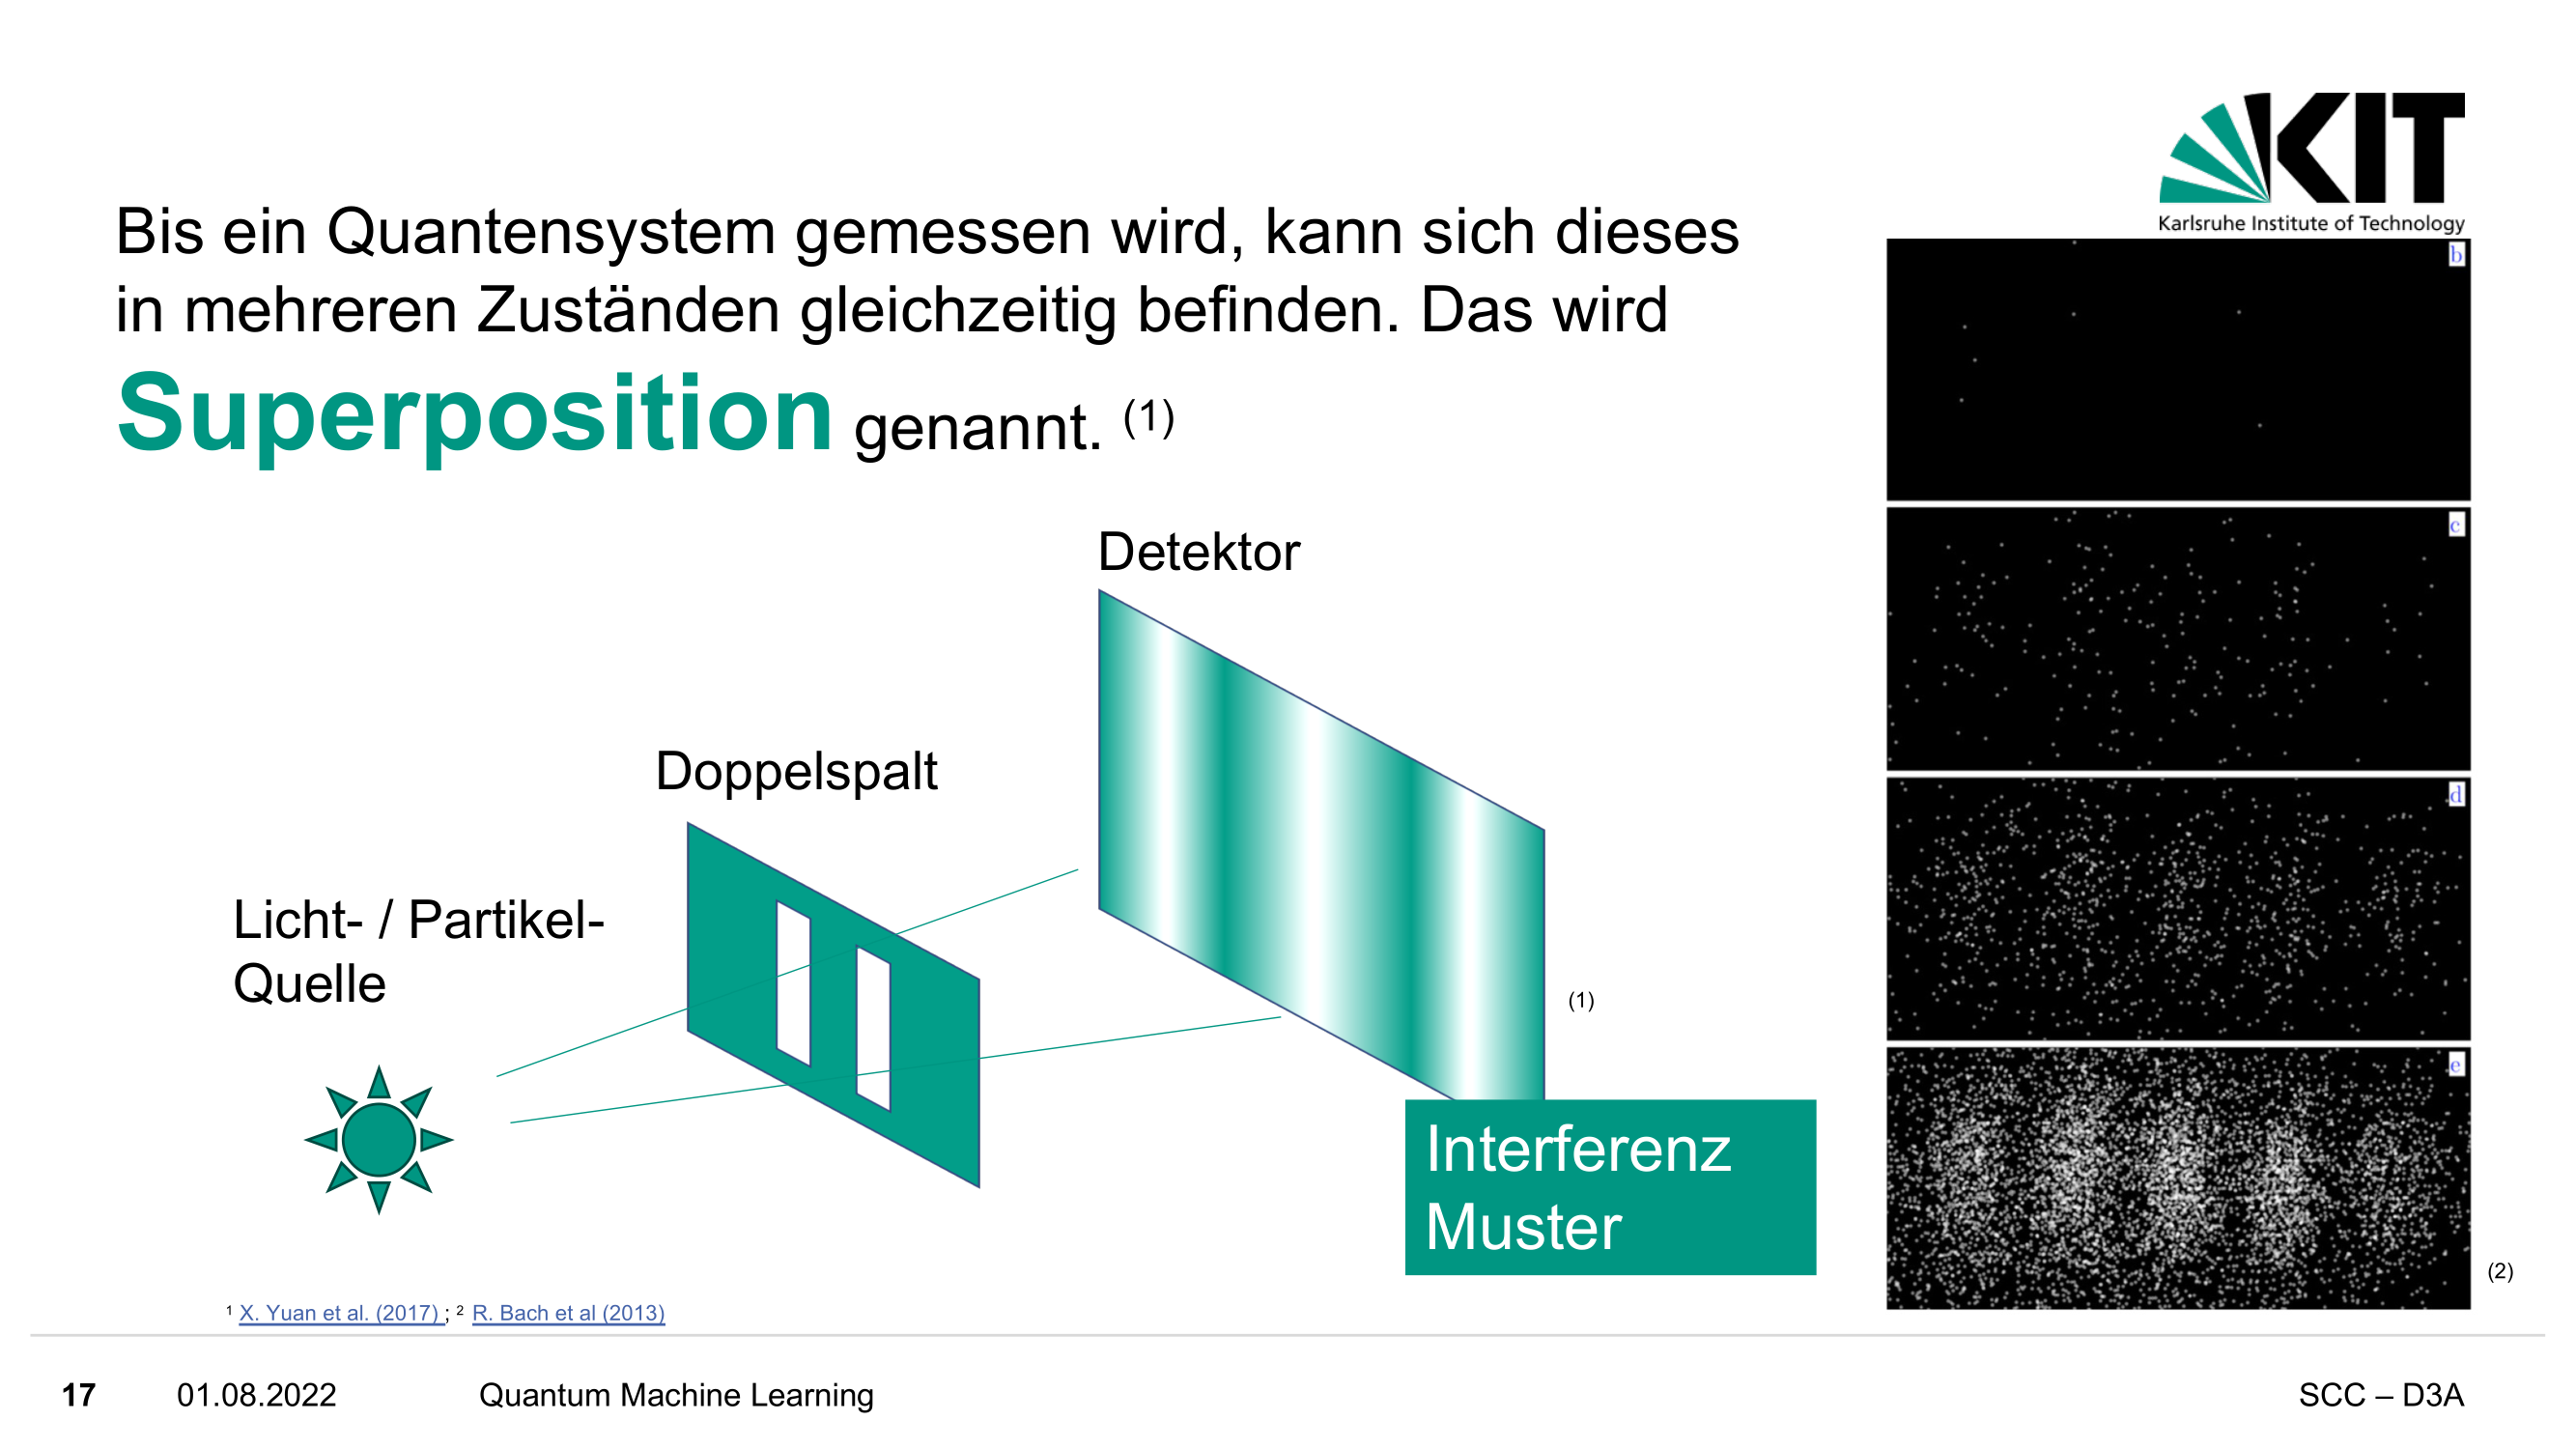 KIT
Karlsruhe Institute of Technology
Bis ein Quantensystem gemessen wird, kann sich dieses
in mehreren Zuständen gleichzeitig befinden. Das wird
Superposition genannt. (1)
b
c
d
e
(2)
Detektor
Doppelspalt
Licht- / Partikel-
Quelle
(1)
Interferenz
Muster
1 X. Yuan et al. (2017) ; 2 R. Bach et al (2013)
17 01.08.2022 Quantum Machine Learning SCC – D3A